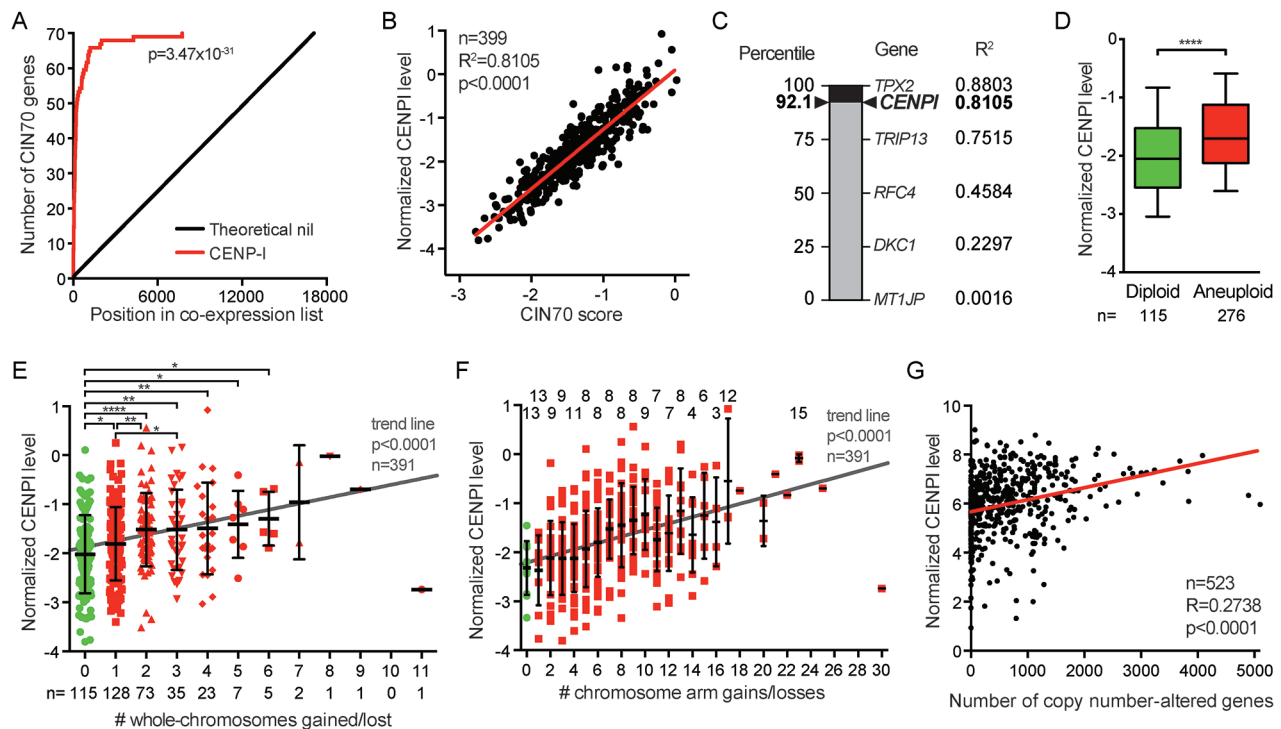 A
Number of CIN70 genes
70
60
50
40
30
20
10
0
p=3.47x10-31
Theoretical nil
CENP-I
0 6000 12000 18000
Position in co-expression list
B
Normalized CENPI level
n=399
R2=0.8105
p<0.0001
1
0
-1
-2
-3
-4
-3 -2 -1 0
CIN70 score
C
Percentile Gene R2
100 TPX2 0.8803
92.1 CENPI 0.8105
75 TRIP13 0.7515
50 RFC4 0.4584
25 DKC1 0.2297
0 MT1JP 0.0016
D
Normalized CENPI level
****
0
-1
-2
-3
-4
Diploid Aneuploid
n= 115 276
E
Normalized CENPI level
*
*
**
**
****
* **
*
trend line
p<0.0001
n=391
1
0
-1
-2
-3
-4
0 1 2 3 4 5 6 7 8 9 10 11
n= 115 128 73 35 23 7 5 2 1 1 0 1
# whole-chromosomes gained/lost
F
Normalized CENPI level
13 9 8 8 8 7 8 6 12
13 9 11 8 8 9 7 4 3 15
trend line
p<0.0001
n=391
1
0
-1
-2
-3
-4
0 2 4 6 8 10 12 14 16 18 20 22 24 26 28 30
# chromosome arm gains/losses
G
Normalized CENPI level
10
8
6
4
2
0
n=523
R=0.2738
p<0.0001
0 1000 2000 3000 4000 5000
Number of copy number-altered genes